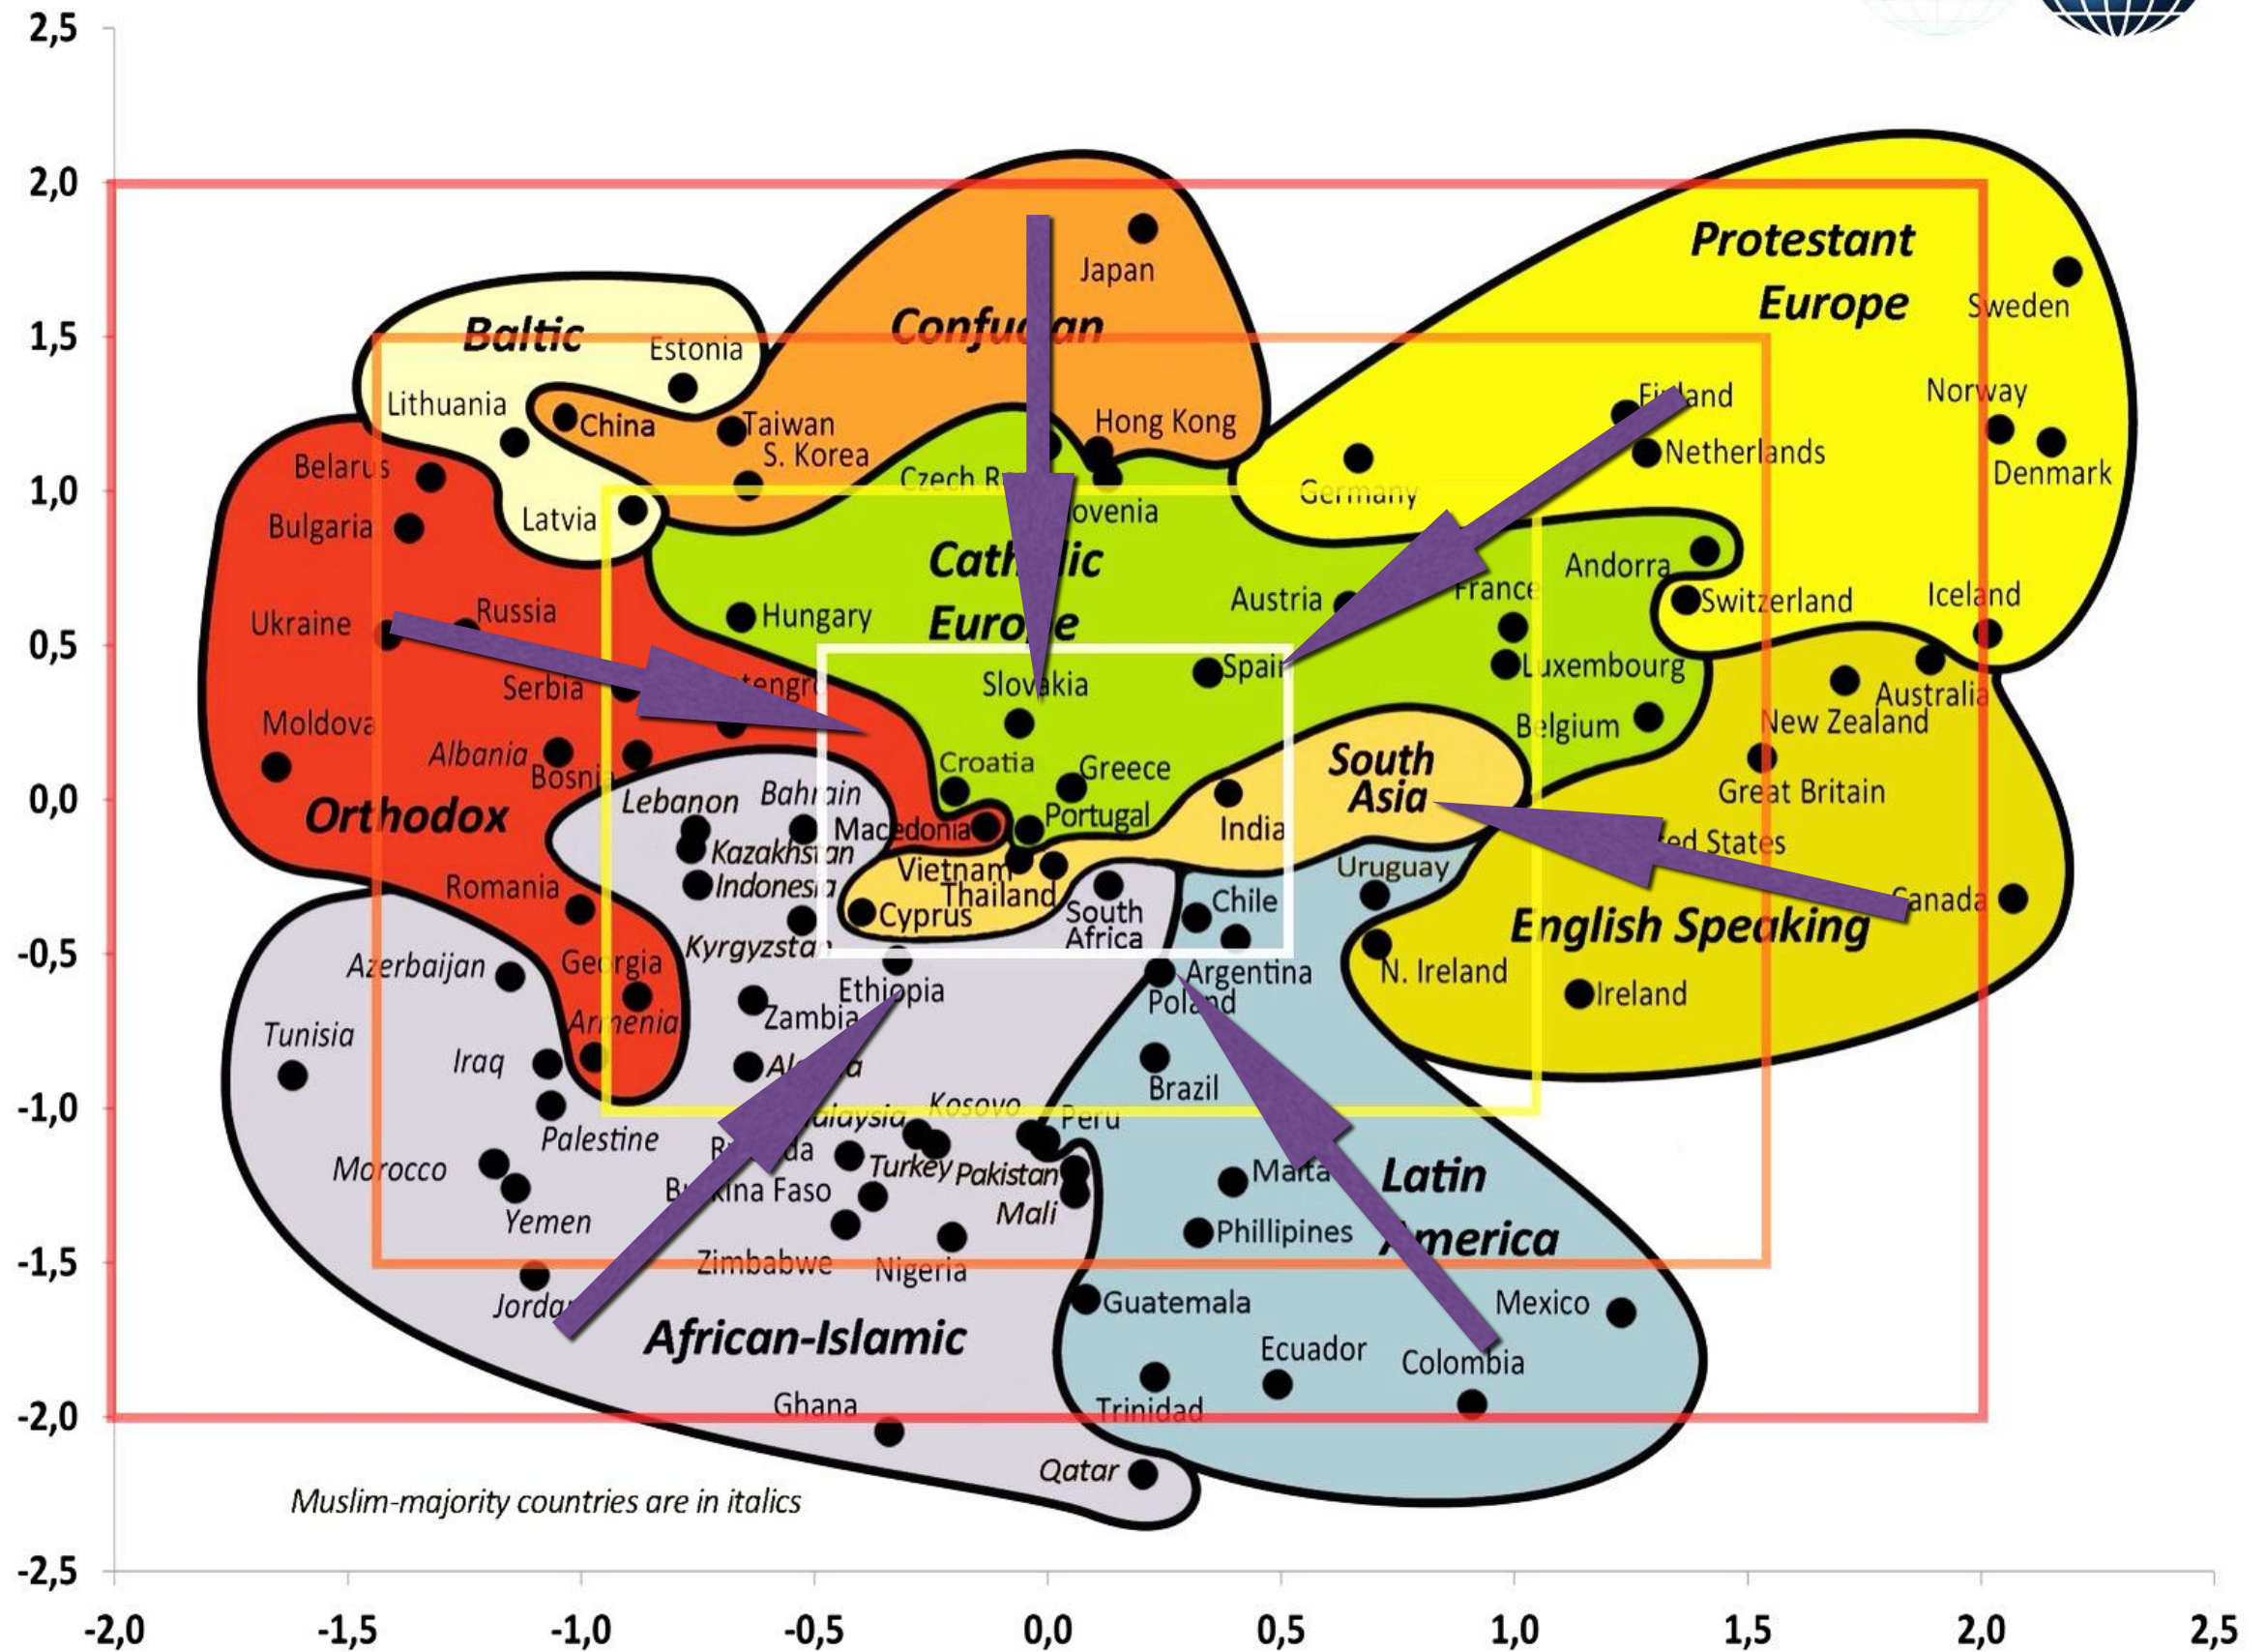 2,5
2,0
1,5
1,0
0,5
0,0
-0,5
-1,0
-1,5
-2,0
-2,5
Protestant
Europe
Sweden
Japan
Baltic
Estonia
Norway
Lithuania
Finland
China
Taiwan
Hong Kong
S. Korea
Netherlands
Denmark
Belarus
Czech
Germany
Bulgaria
Latvia
Andorra
Ukraine
Russia
Hungary
Austria
France
Switzerland
Iceland
Europe
Serbia
Slovakia
Spain
Luxembourg
Australia
Moldova
Belgium
New Zealand
Albania
Bosnia
Croatia
Greece
South
Asia
Great Britain
Orthodox
Lebanon
Bahrain
Macedonia
Portugal
India
States
Kazakhstan
Vietnam
Uruguay
Romania
Indonesia
Thailand
Cyprus
South
Africa
Chile
Canada
English Speaking
Kyrgyzstan
Azerbaijan
Georgia
Ethiopia
Argentina
N. Ireland
Ireland
Poland
Zambia
Armenia
Tunisia
Iraq
Brazil
Kosovo
Peru
Palestine
Morocco
Turkey
Pakistan
Malta
Latin
Faso
Mali
Yemen
Phillipines
Zimbabwe
Nigeria
Guatemala
Mexico
African-Islamic
Ecuador
Colombia
Ghana
Trinidad
Qatar
Muslim-majority countries are in italics
-2,0 -1,5 -1,0 -0,5 0,0 0,5 1,0 1,5 2,0 2,5